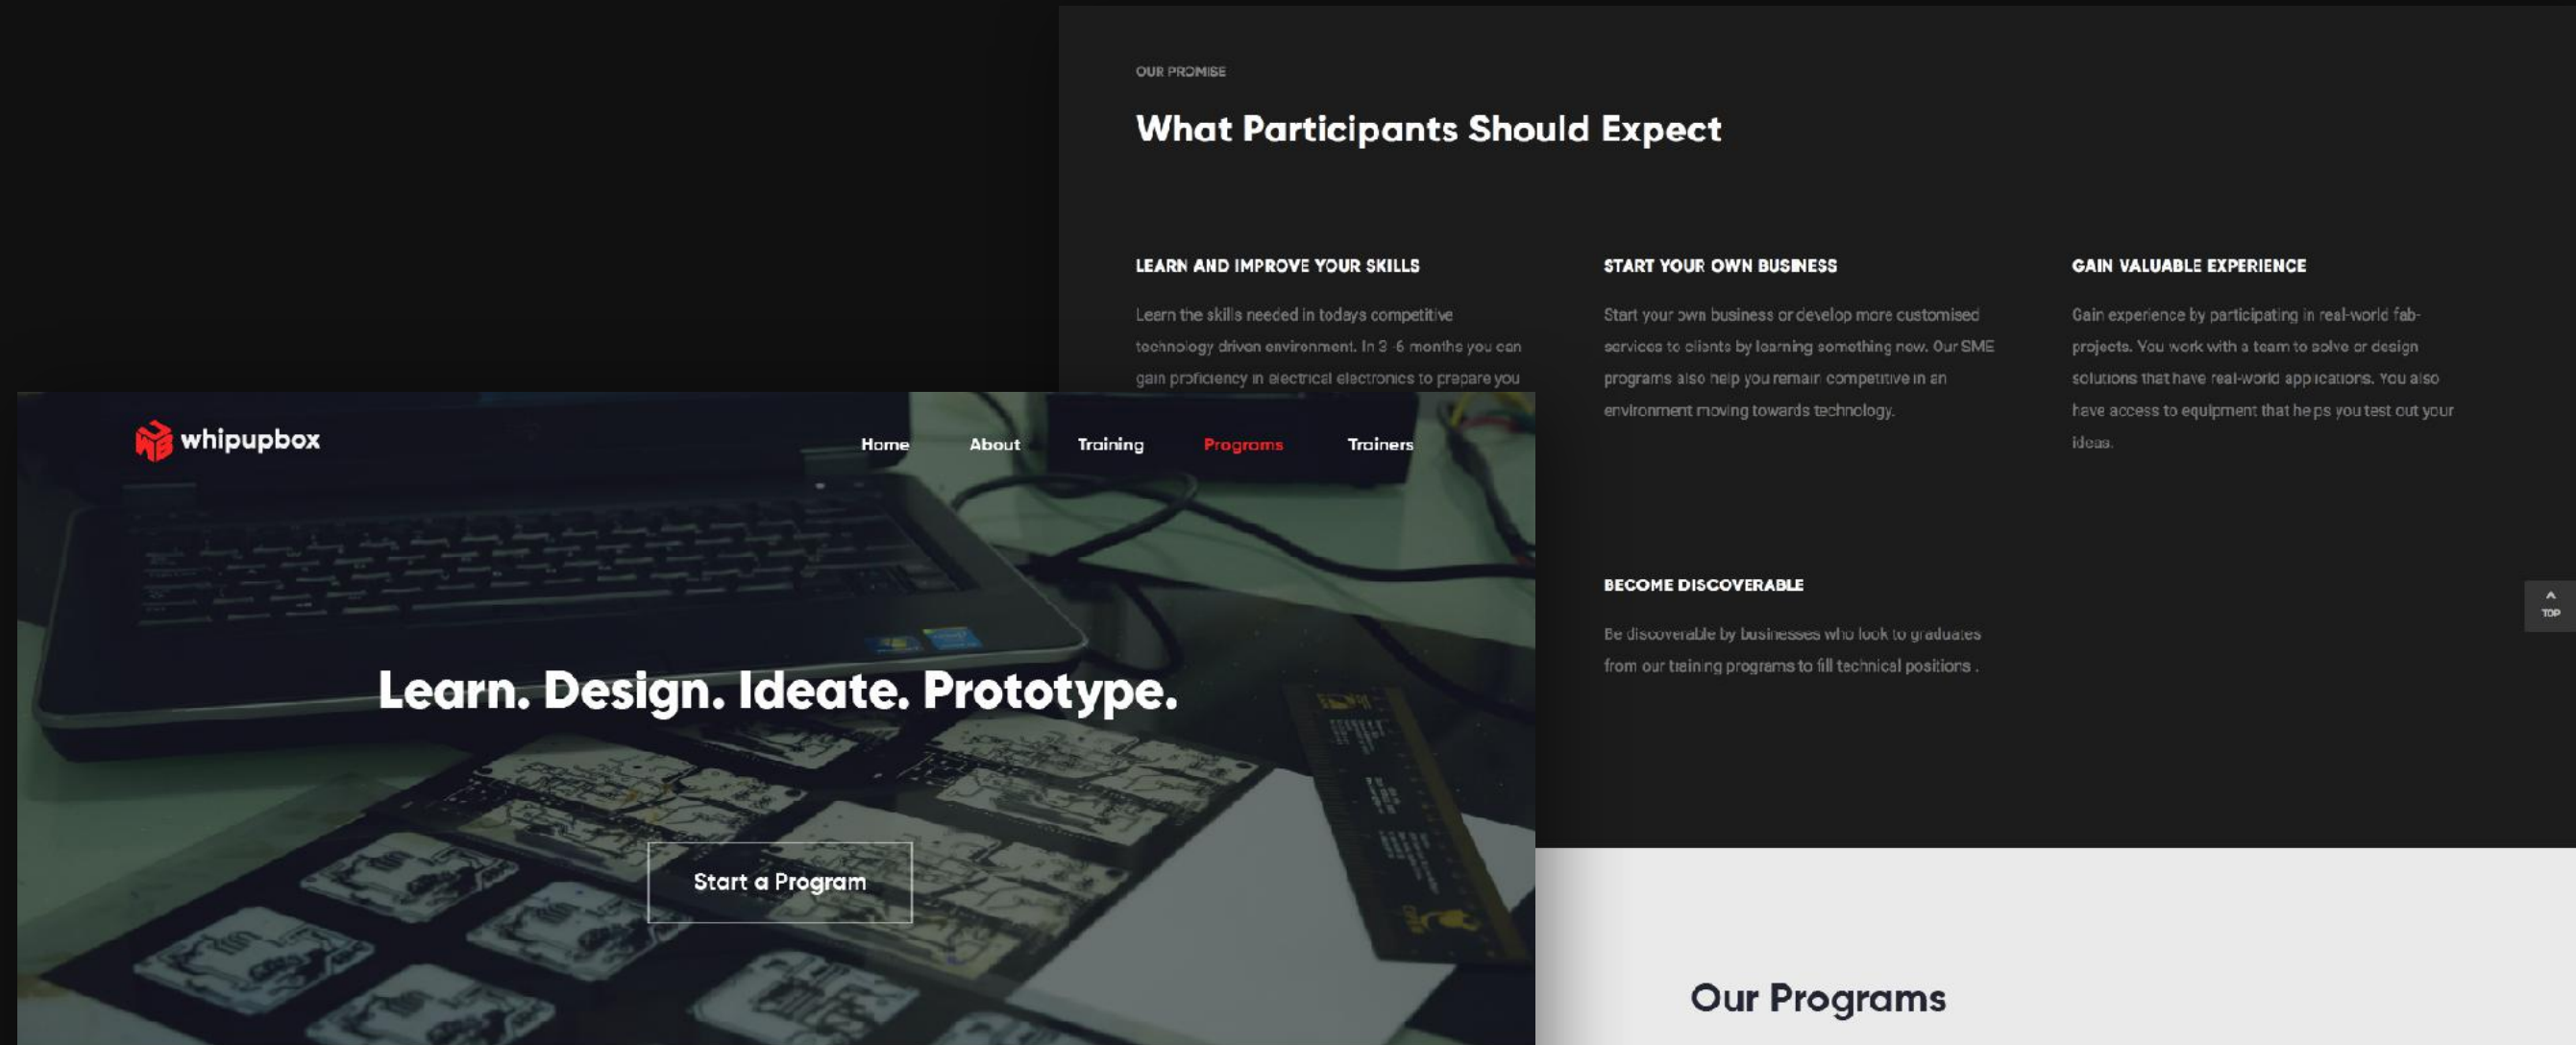 OUR PROMISE
What Participants Should Expect
LEARN AND IMPROVE YOUR SKILLS
Learn the skills needed in todays competitive
technology driven environment. In 3 -6 months you can
gain proficiency in electrical electronics to prepare you
START YOUR OWN BUSINESS
Start your own business or develop more customised
services to clients by learning something new. Our SME
programs also help you remain competitive in an
environment moving towards technology.
GAIN VALUABLE EXPERIENCE
Gain experience by participating in real-world fab-
projects. You work with a team to solve or design
solutions that have real-world applications. You also
have access to equipment that helps you test out your
ideas.
BECOME DISCOVERABLE
Be discoverable by businesses who look to graduates
from our training programs to fill technical positions .
TOP
whipupbox
Home About Training Programs Trainers
Learn. Design. Ideate. Prototype.
Start a Program
Our Programs